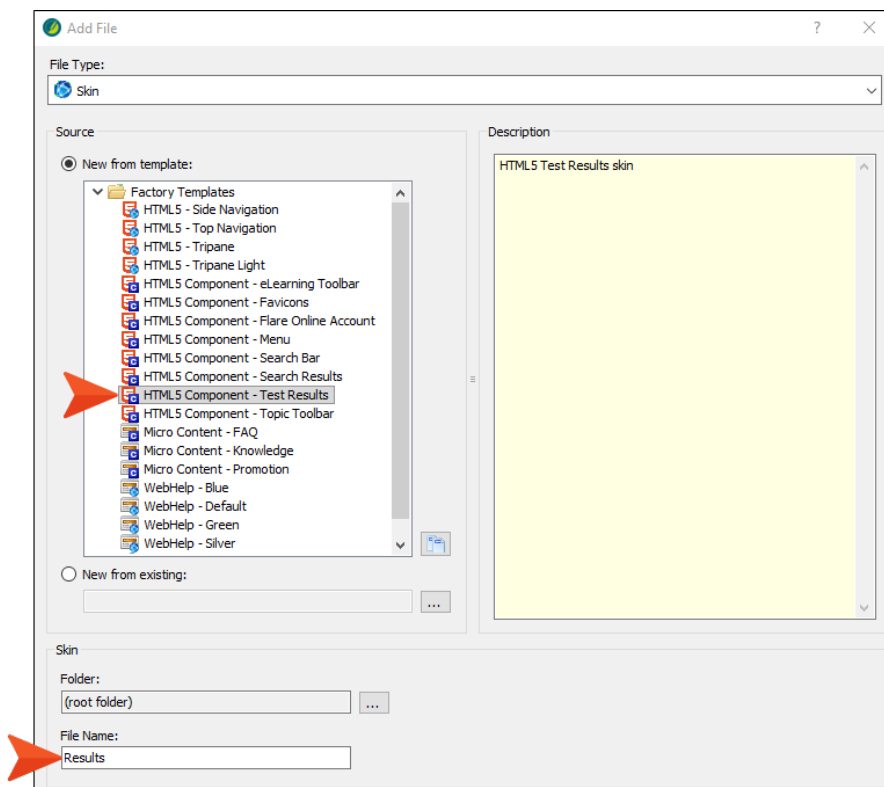 Add File
?
File Type:
Skin
Source
New from template:
Factory Templates
HTML5 - Side Navigation
HTML5 - Top Navigation
HTML5 - Tripane
HTML5 - Tripane Light
HTML5 Component - eLearning Toolbar
HTML5 Component - Favicons
HTML5 Component - Flare Online Account
HTML5 Component - Menu
HTML5 Component - Search Bar
HTML5 Component - Search Results
HTML5 Component - Test Results
HTML5 Component - Topic Toolbar
Micro Content - FAQ
Micro Content - Knowledge
Micro Content - Promotion
WebHelp - Blue
WebHelp - Default
WebHelp - Green
WebHelp - Silver
New from existing:
...
Description
HTML5 Test Results skin
Skin
Folder:
(root folder)
...
File Name:
Results